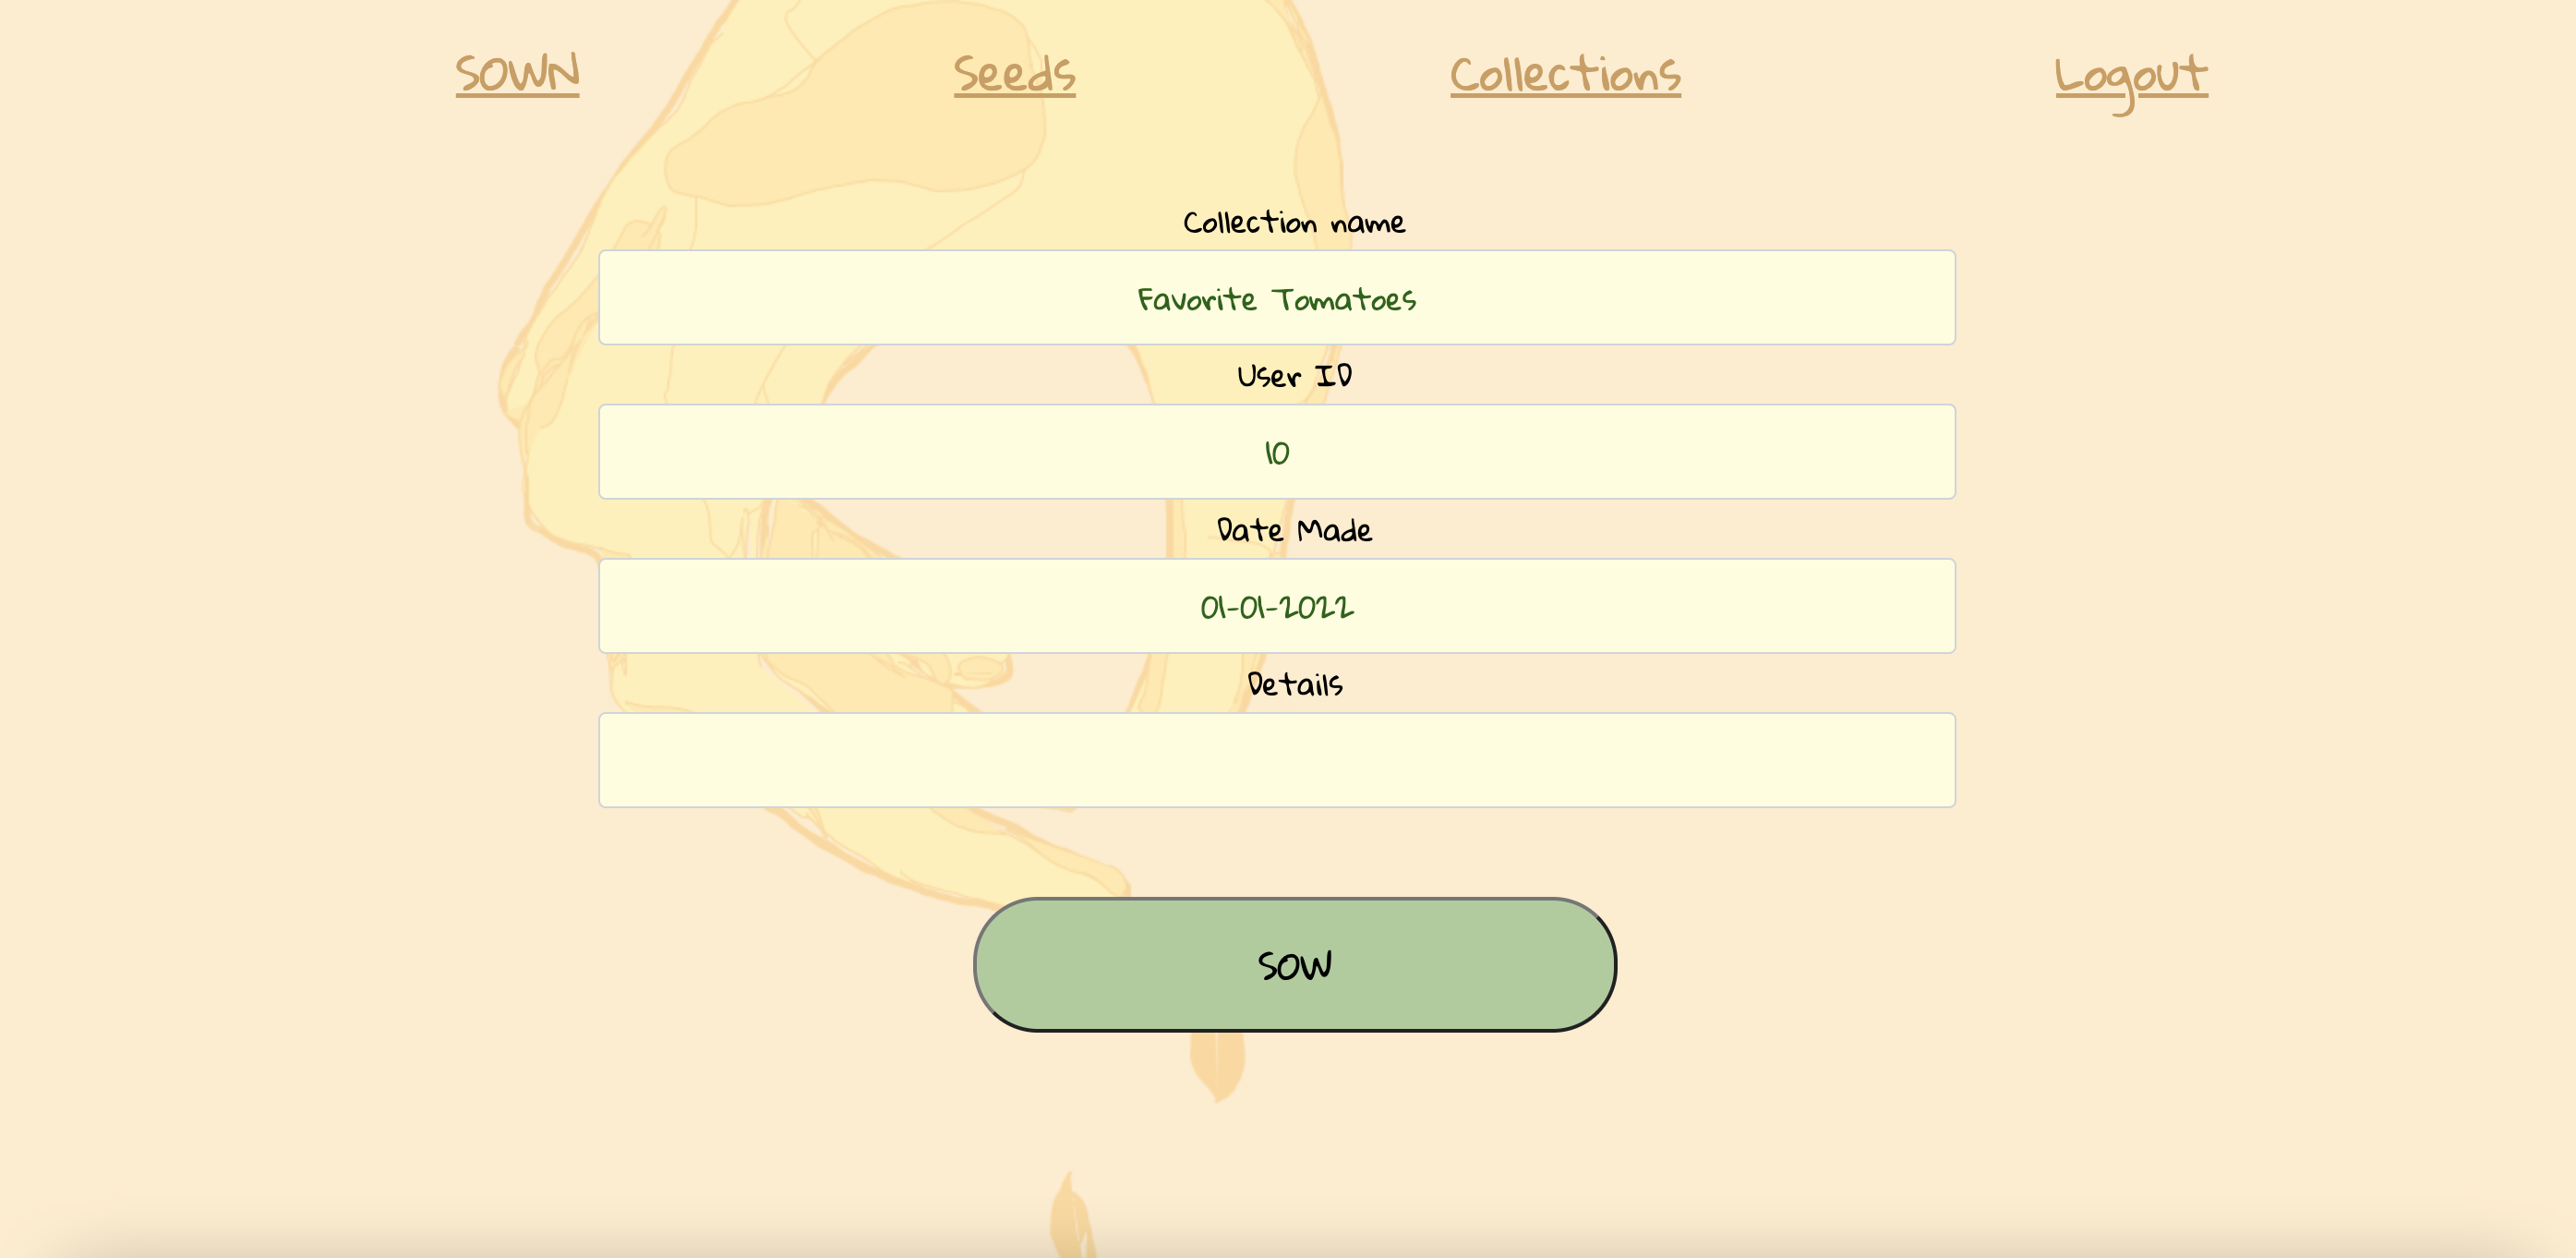 SOWN Seeds Collections Logout
Collection name
Favorite Tomatoes
User ID
10
Date Made
01-01-2022
Details
SOW